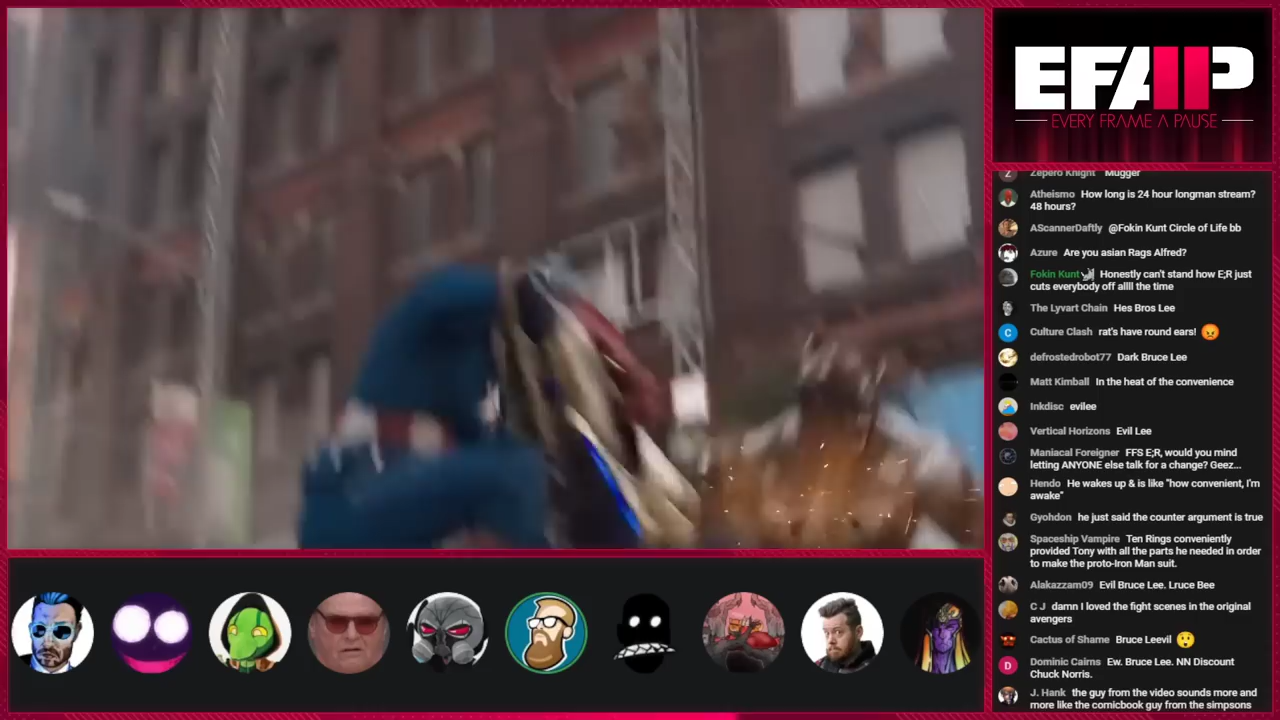 EFAP
EVERY FRAME A PAUSE
Z Zepero Knight Mugger
Atheismo How long is 24 hour longman stream?
48 hours?
AScannerDaftly @Fokin Kunt Circle of Life bb
Azure Are you asian Rags Alfred?
Fokin Kunt Honestly can't stand how E;R just
cuts everybody off allll the time
The Lyvart Chain Hes Bros Lee
C Culture Clash rat's have round ears! 😡
defrostedrobot77 Dark Bruce Lee
Matt Kimball In the heat of the convenience
Inkdisc evilee
Vertical Horizons Evil Lee
Maniacal Foreigner FFS E;R, would you mind
letting ANYONE else talk for a change? Geez...
Hendo He wakes up & is like "how convenient, I'm
awake"
Gyohdon he just said the counter argument is true
Spaceship Vampire Ten Rings conveniently
provided Tony with all the parts he needed in order
to make the proto-Iron Man suit.
Alakazzam09 Evil Bruce Lee. Lruce Bee
C J damn I loved the fight scenes in the original
avengers
Cactus of Shame Bruce Leevil 😲
D Dominic Cairns Ew. Bruce Lee. NN Discount
Chuck Norris.
J. Hank the guy from the video sounds more and
more like the comicbook guy from the simpsons